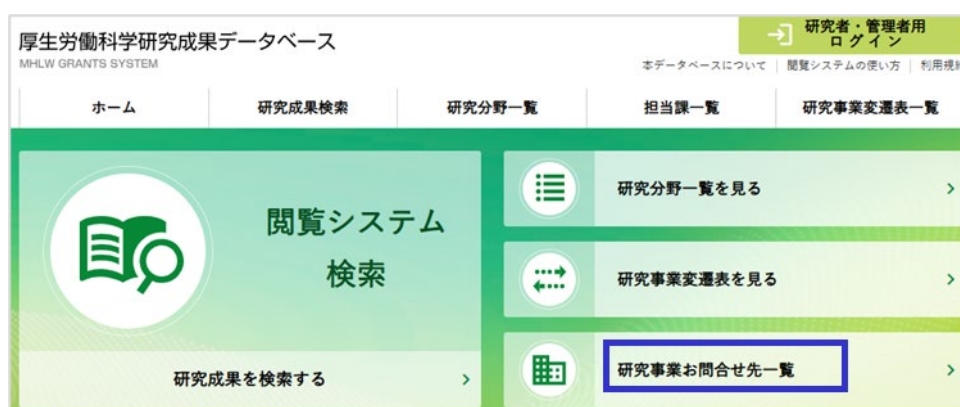 厚生労働科学研究成果データベース
MHLW GRANTS SYSTEM
研究者・管理者用
ログイン
本データベースについて
閲覧システムの使い方
利用規約
ホーム
研究成果検索
研究分野一覧
担当課一覧
研究事業変遷表一覧
閲覧システム
検索
研究成果を検索する
研究分野一覧を見る
研究事業変遷表を見る
研究事業お問合せ先一覧